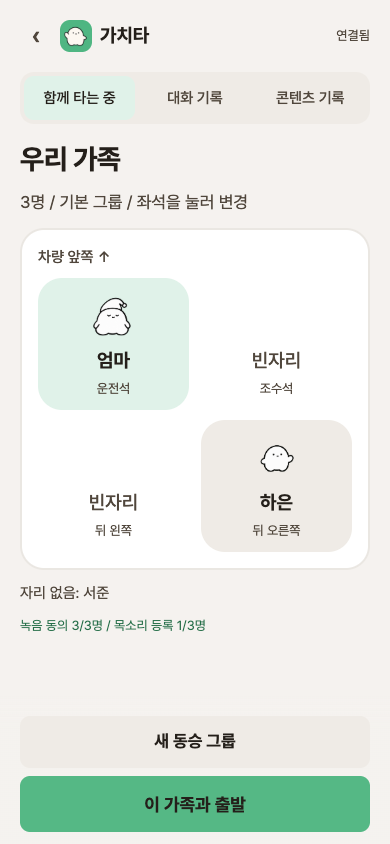 가치타
연결됨
함께 타는 중
대화 기록
콘텐츠 기록
우리 가족
3명 / 기본 그룹 / 좌석을 눌러 변경
차량 앞쪽 ↑
엄마
운전석
빈자리
조수석
빈자리
뒤 왼쪽
하은
뒤 오른쪽
자리 없음: 서준
녹음 동의 3/3명 / 목소리 등록 1/3명
새 동승 그룹
이 가족과 출발